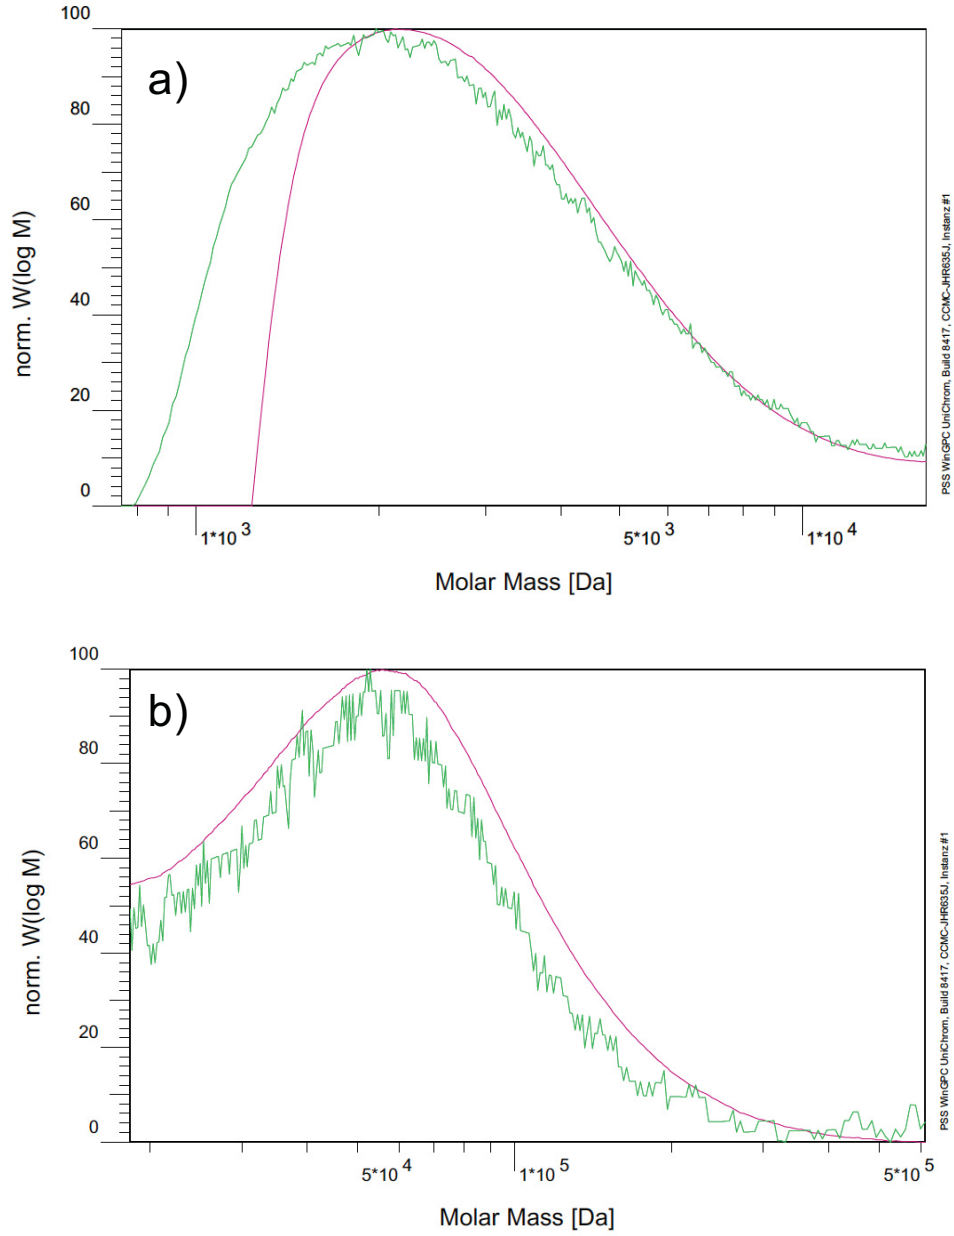 a)
100
80
60
40
20
0
norm. W(log M)
1*10 3
5*10 3
1*10 4
Molar Mass [Da]
PSS WinGPC UniChrom, Build 8417, CCMC-JHR635J, Instanz #1
b)
100
80
60
40
20
0
norm. W(log M)
5*10 4
1*10 5
5*10 5
Molar Mass [Da]
PSS WinGPC UniChrom, Build 8417, CCMC-JHR635J, Instanz #1